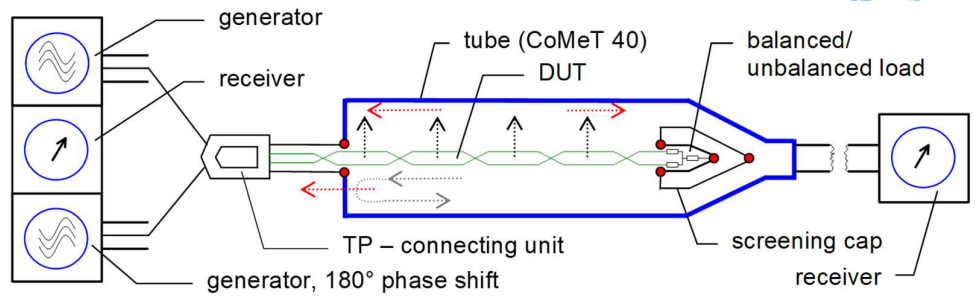 generator
tube (CoMeT 40)
balanced/
unbalanced load
receiver
DUT
TP – connecting unit
screening cap
generator, 180° phase shift
receiver